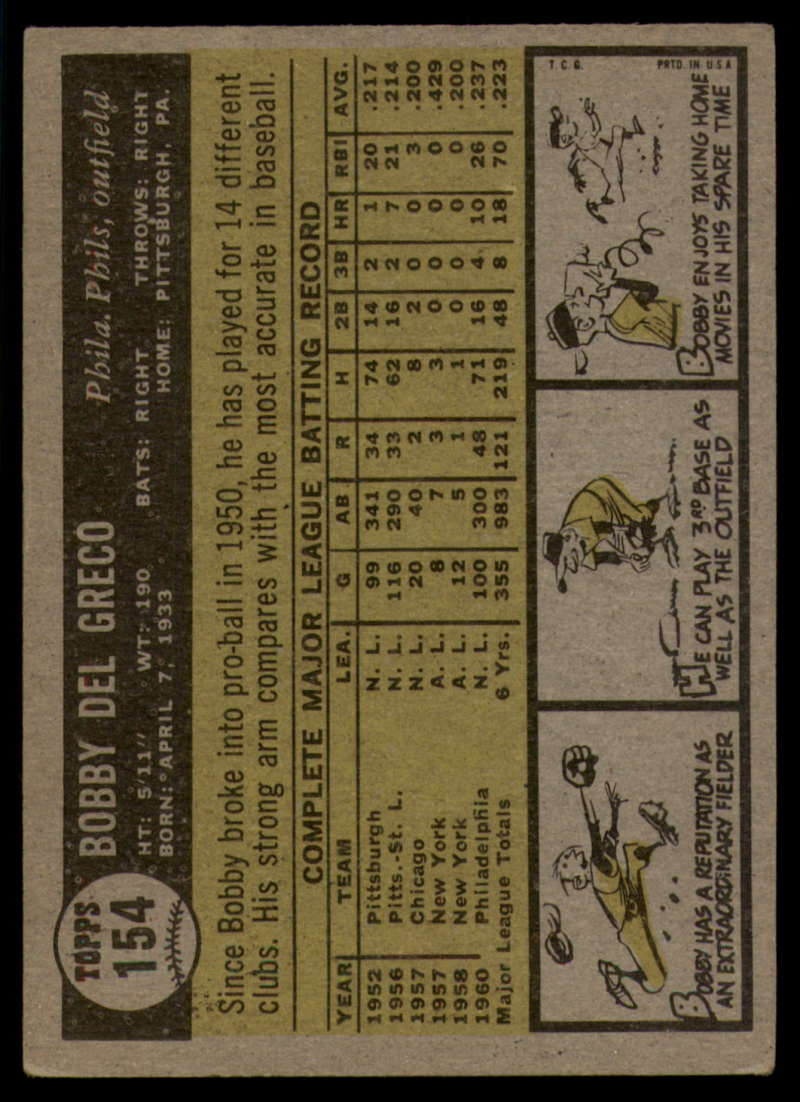 TOPPS
154
BOBBY DEL GRECO Phila. Phils, outfield
HT: 5/11" WT: 190 BATS: RIGHT THROWS: RIGHT
BORN: APRIL 7, 1933 HOME: PITTSBURGH, PA.
Since Bobby broke into pro-ball in 1950, he has played for 14 different
clubs. His strong arm compares with the most accurate in baseball.
COMPLETE MAJOR LEAGUE BATTING RECORD
YEAR TEAM LEA. G AB R H 2B 3B HR RBI AVG.
1952 Pittsburgh N. L. 99 341 34 74 14 2 1 20 .217
1956 Pitts.-St. L. N. L. 116 290 33 62 16 2 7 21 .214
1957 Chicago N. L. 20 40 2 8 2 0 0 3 .200
1957 New York A. L. 8 7 3 3 0 0 0 0 .429
1958 New York A. L. 12 5 1 1 0 0 0 0 .200
1960 Philadelphia N. L. 100 300 48 71 16 4 10 26 .237
Major League Totals 6 Yrs. 355 983 121 219 48 8 18 70 .223
BOBBY HAS A REPUTATION AS
AN EXTRAORDINARY FIELDER
HE CAN PLAY 3RD BASE AS
WELL AS THE OUTFIELD
T.C.G. PRTD. IN U S A
BOBBY ENJOYS TAKING HOME
MOVIES IN HIS SPARE TIME